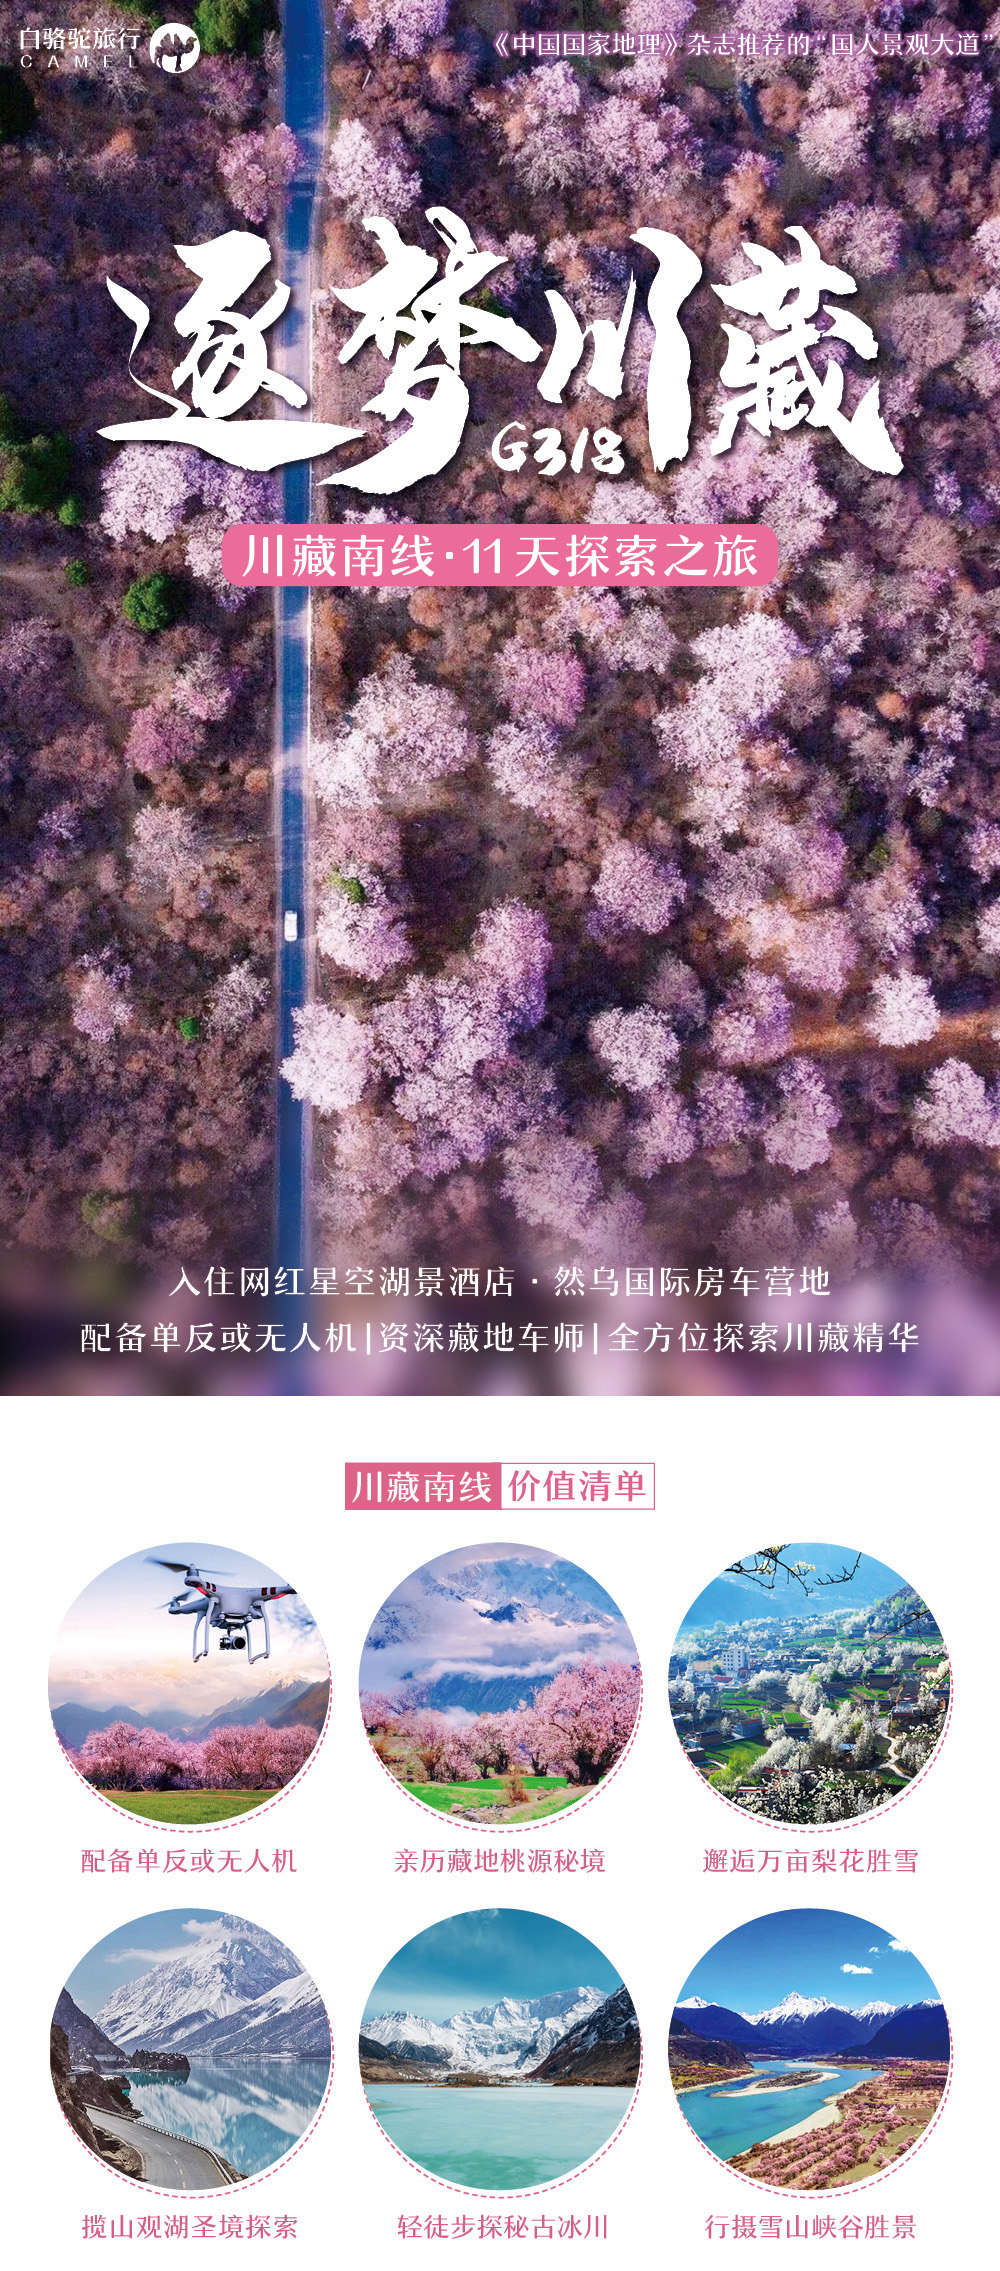 白骆驼旅行
CAMEL
《中国国家地理》杂志推荐的“国人景观大道”
逐梦川藏
G318
川藏南线·11天探索之旅
入住网红星空湖景酒店·然乌国际房车营地
配备单反或无人机|资深藏地车师|全方位探索川藏精华
川藏南线 价值清单
配备单反或无人机
亲历藏地桃源秘境
邂逅万亩梨花胜雪
揽山观湖圣境探索
轻徒步探秘古冰川
行摄雪山峡谷胜景